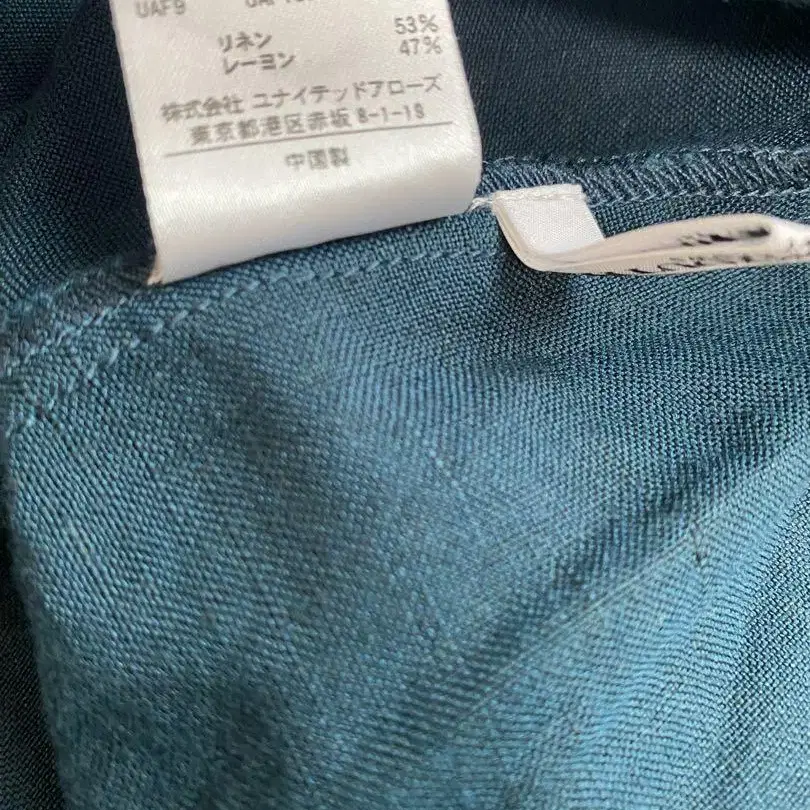 UAF9
リネン 53%
レーヨン 47%
株式会社 ユナイテッドアローズ
東京都港区赤坂 8-1-19
中国製